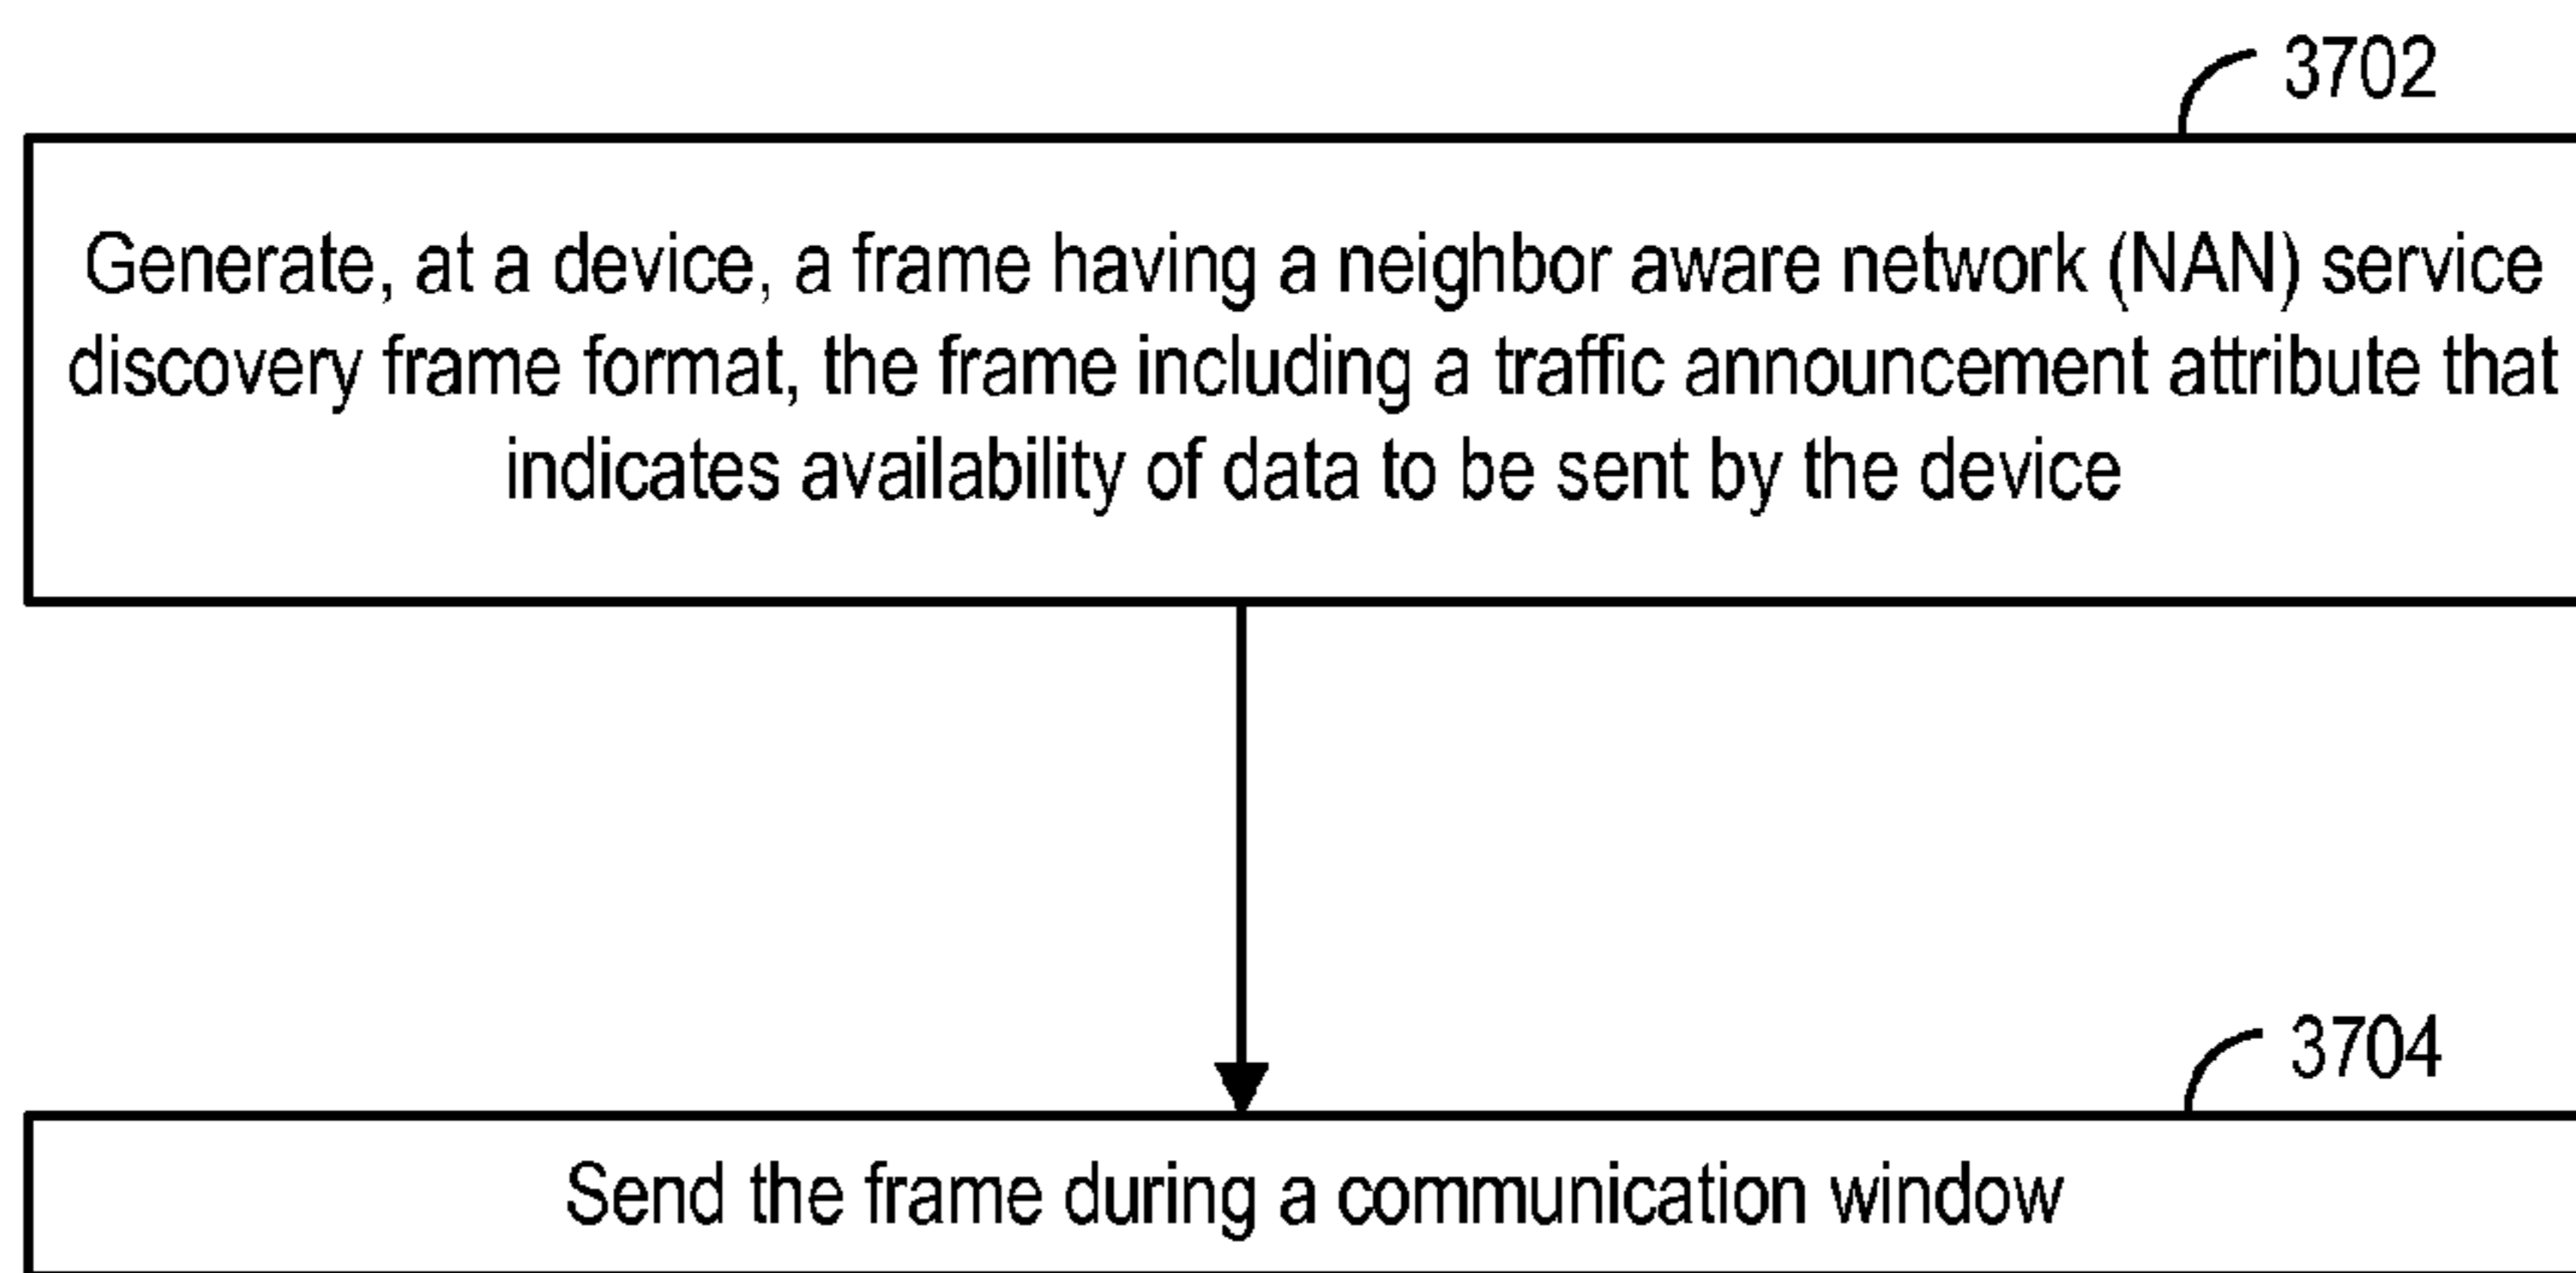 3702
Generate, at a device, a frame having a neighbor aware network (NAN) service
discovery frame format, the frame including a traffic announcement attribute that
indicates availability of data to be sent by the device
3704
Send the frame during a communication window